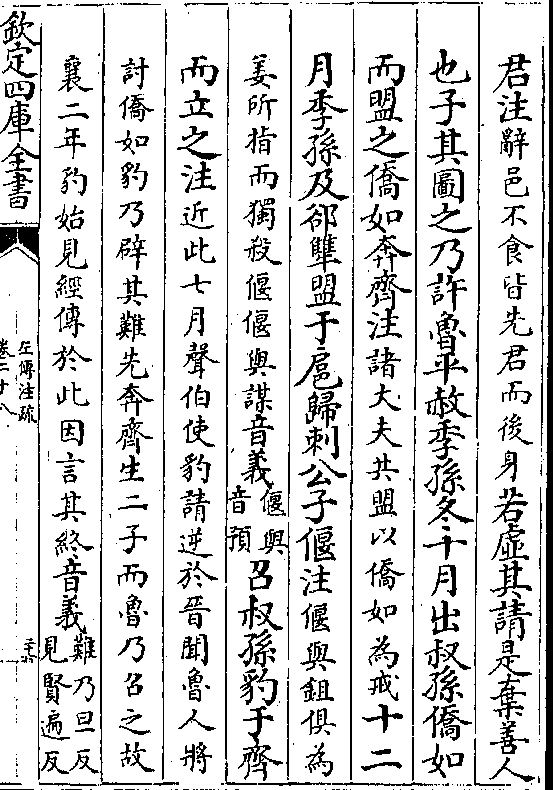 君注辭邑不食皆先君而後身若虛其請是棄善人
也子其圖之乃許魯平赦季孫冬十月出叔孫僑如
而盟之僑如奔齊注諸大夫共盟以僑如為戒十二
月季孫及郤犨盟于扈歸刺公子偃注偃與鉏俱為
姜所指而獨殺偃偃與謀音義偃與音預召叔孫豹于齊
而立之注近此七月聲伯使豹請逆於晉聞魯人將
討僑如豹乃辟其難先奔齊生二子而魯乃召之故
襄二年豹始見經傳於此因言其終音義難乃旦反見賢遍反
欽定四庫全書
左傳注疏
卷二十八
二十六